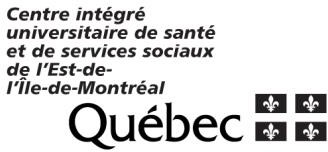 Centre intégré
universitaire de santé
et de services sociaux
de l'Est-de-
l'Île-de-Montréal
Québec